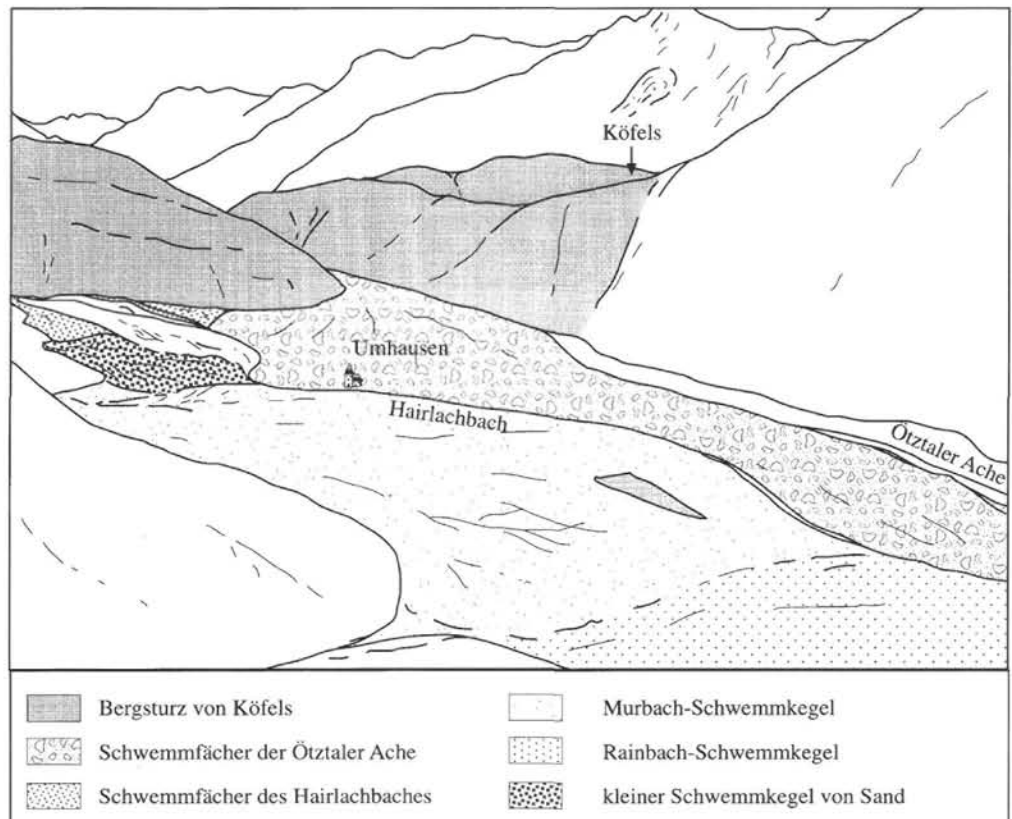 Köfels
Umhausen
Hairlachbach
Ötztaler Ache
Bergsturz von Köfels
Schwemmfächer der Ötztaler Ache
Schwemmfächer des Hairlachbaches
Murbach-Schwemmkegel
Rainbach-Schwemmkegel
kleiner Schwemmkegel von Sand